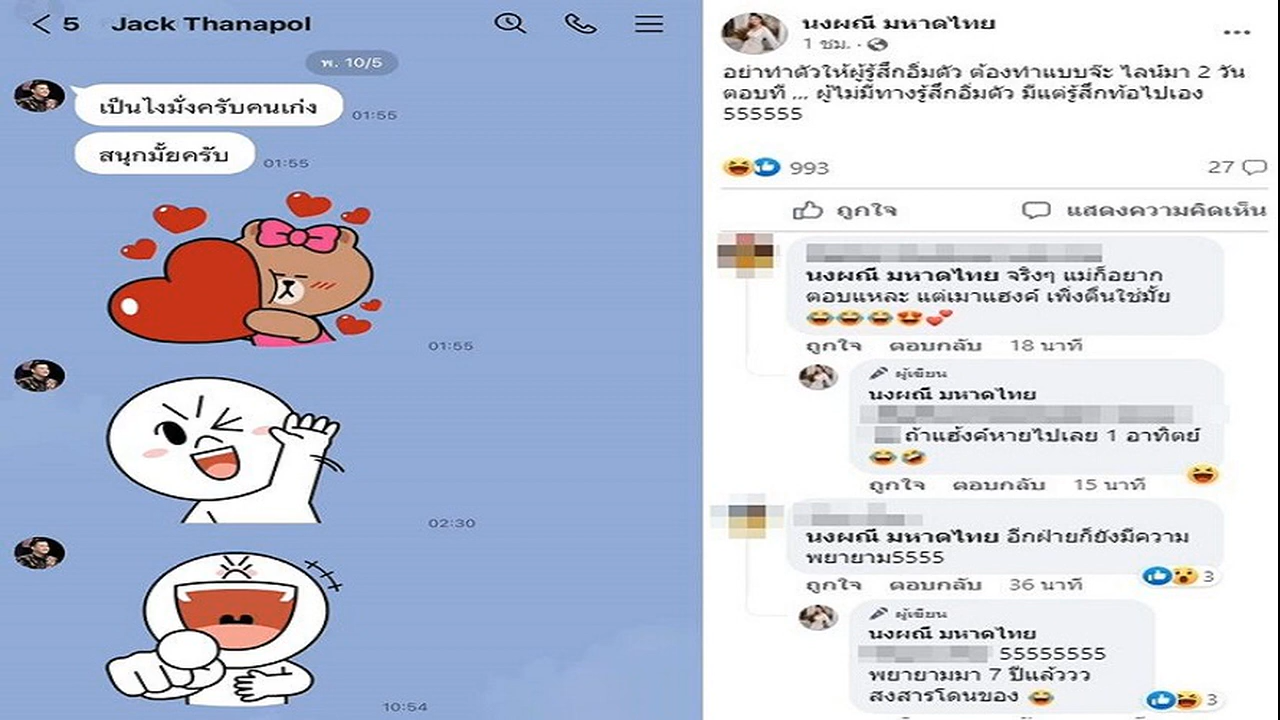 5 Jack Thanapol
พ. 10/5
เป็นไงมั่งครับคนเก่ง
01:55
สนุกมั้ยครับ
01:55
01:55
02:30
10:54
นงผณี มหาดไทย
1 ชม.
อย่าทำตัวให้ผู้รู้สึกอิ่มตัว ต้องทำแบบจ๊ะ ไลน์มา 2 วัน
ตอบที ... ผู้ไม่มีทางรู้สึกอิ่มตัว มีแต่รู้สึกท้อไปเอง
555555
993
27
ถูกใจ
แสดงความคิดเห็น
นงผณี มหาดไทย จริงๆ แม่ก็อยาก
ตอบแหละ แต่เมาแฮงค์ เพิ่งตื่นใช่มั้ย
😂😂😂😍💕
ถูกใจ ตอบกลับ 18 นาที
ผู้เขียน
นงผณี มหาดไทย
ถ้าแฮ้งค์หายไปเลย 1 อาทิตย์
😂🤣
ถูกใจ ตอบกลับ 15 นาที
นงผณี มหาดไทย อีกฝ่ายก็ยังมีความ
พยายาม5555
ถูกใจ ตอบกลับ 36 นาที
3
ผู้เขียน
นงผณี มหาดไทย
55555555
พยายามมา 7 ปีแล้ววว
สงสารโดนของ 😂
3